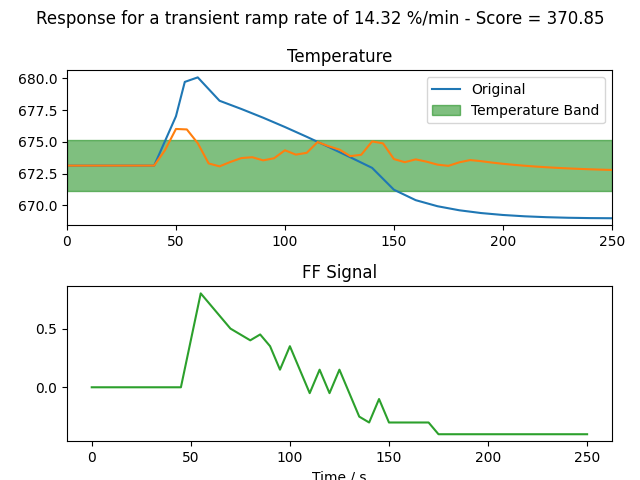 Response for a transient ramp rate of 14.32 %/min - Score = 370.85
Temperature
680.0
677.5
675.0
672.5
670.0
Original
Temperature Band
0 50 100 150 200 250
FF Signal
0.5
0.0
0 50 100 150 200 250
Time / s